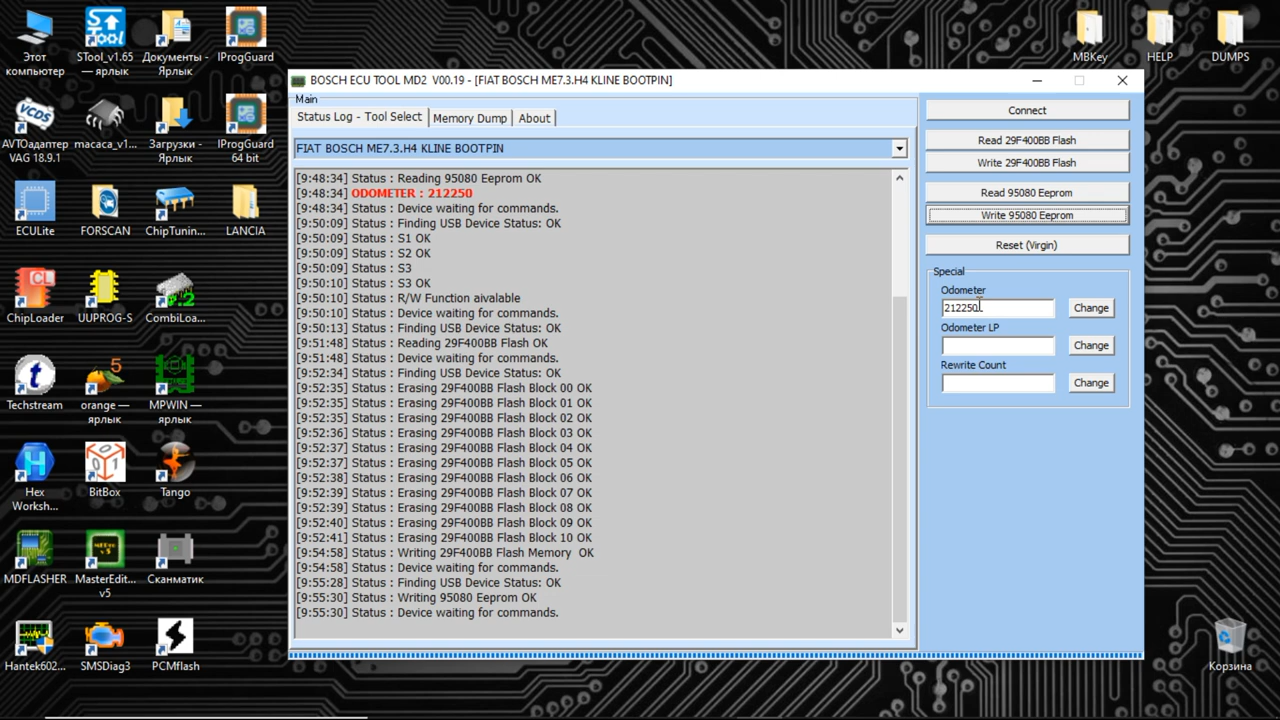 Этот
компьютер
STool_v1.65
— ярлык
Документы -
Ярлык
IProgGuard
AVTOадаптер
VAG 18.9.1
macaca_v1...
Загрузки -
Ярлык
IProgGuard
64 bit
ECULite
FORSCAN
ChipTunin...
LANCIA
ChipLoader
UUPROG-S
CombiLoa...
Techstream
orange —
ярлык
MPWIN —
ярлык
Hex
Worksh...
BitBox
Tango
MDFLASHER
MasterEdit...
v5
Сканматик
Hantek602...
SMSDiag3
PCMflash
MBKey
HELP
DUMPS
Корзина
BOSCH ECU TOOL MD2 V00.19 - [FIAT BOSCH ME7.3.H4 KLINE BOOTPIN]
Main
Status Log - Tool Select
Memory Dump
About
FIAT BOSCH ME7.3.H4 KLINE BOOTPIN
[9:48:34] Status : Reading 95080 Eeprom OK
[9:48:34] ODOMETER : 212250
[9:48:34] Status : Device waiting for commands.
[9:50:09] Status : Finding USB Device Status: OK
[9:50:09] Status : S1 OK
[9:50:09] Status : S2 OK
[9:50:09] Status : S3
[9:50:10] Status : S3 OK
[9:50:10] Status : R/W Function aivalable
[9:50:10] Status : Device waiting for commands.
[9:50:13] Status : Finding USB Device Status: OK
[9:51:48] Status : Reading 29F400BB Flash OK
[9:51:48] Status : Device waiting for commands.
[9:52:34] Status : Finding USB Device Status: OK
[9:52:35] Status : Erasing 29F400BB Flash Block 00 OK
[9:52:35] Status : Erasing 29F400BB Flash Block 01 OK
[9:52:35] Status : Erasing 29F400BB Flash Block 02 OK
[9:52:36] Status : Erasing 29F400BB Flash Block 03 OK
[9:52:37] Status : Erasing 29F400BB Flash Block 04 OK
[9:52:37] Status : Erasing 29F400BB Flash Block 05 OK
[9:52:38] Status : Erasing 29F400BB Flash Block 06 OK
[9:52:39] Status : Erasing 29F400BB Flash Block 07 OK
[9:52:39] Status : Erasing 29F400BB Flash Block 08 OK
[9:52:40] Status : Erasing 29F400BB Flash Block 09 OK
[9:52:41] Status : Erasing 29F400BB Flash Block 10 OK
[9:54:58] Status : Writing 29F400BB Flash Memory OK
[9:54:58] Status : Device waiting for commands.
[9:55:28] Status : Finding USB Device Status: OK
[9:55:30] Status : Writing 95080 Eeprom OK
[9:55:30] Status : Device waiting for commands.
Connect
Read 29F400BB Flash
Write 29F400BB Flash
Read 95080 Eeprom
Write 95080 Eeprom
Reset (Virgin)
Special
Odometer
212250
Change
Odometer LP
Change
Rewrite Count
Change